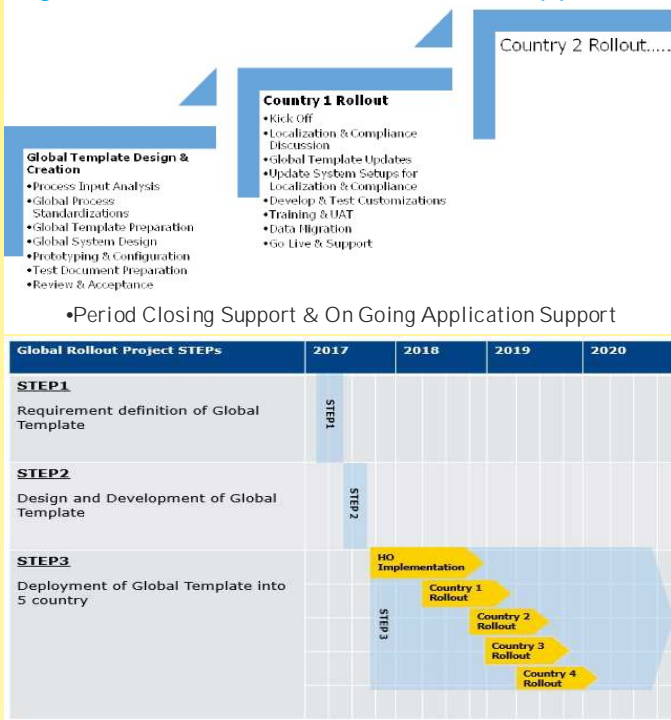 Country 2 Rollout.....
Country 1 Rollout
•Kick Off
•Localization & Compliance
Discussion
•Global Template Updates
•Update System Setups for
Localization & Compliance
•Develop & Test Customizations
•Training & UAT
•Data Migration
•Go Live & Support
Global Template Design &
Creation
•Process Input Analysis
•Global Process
Standardizations
•Global Template Preparation
•Global System Design
•Prototyping & Configuration
•Test Document Preparation
•Review & Acceptance
•Period Closing Support & On Going Application Support
Global Rollout Project STEPs 2017 2018 2019 2020
STEP1
Requirement definition of Global
Template
STEP1
STEP2
Design and Development of Global
Template
STEP2
STEP3
Deployment of Global Template into
5 country
STEP3
HO
Implementation
Country 1
Rollout
Country 2
Rollout
Country 3
Rollout
Country 4
Rollout